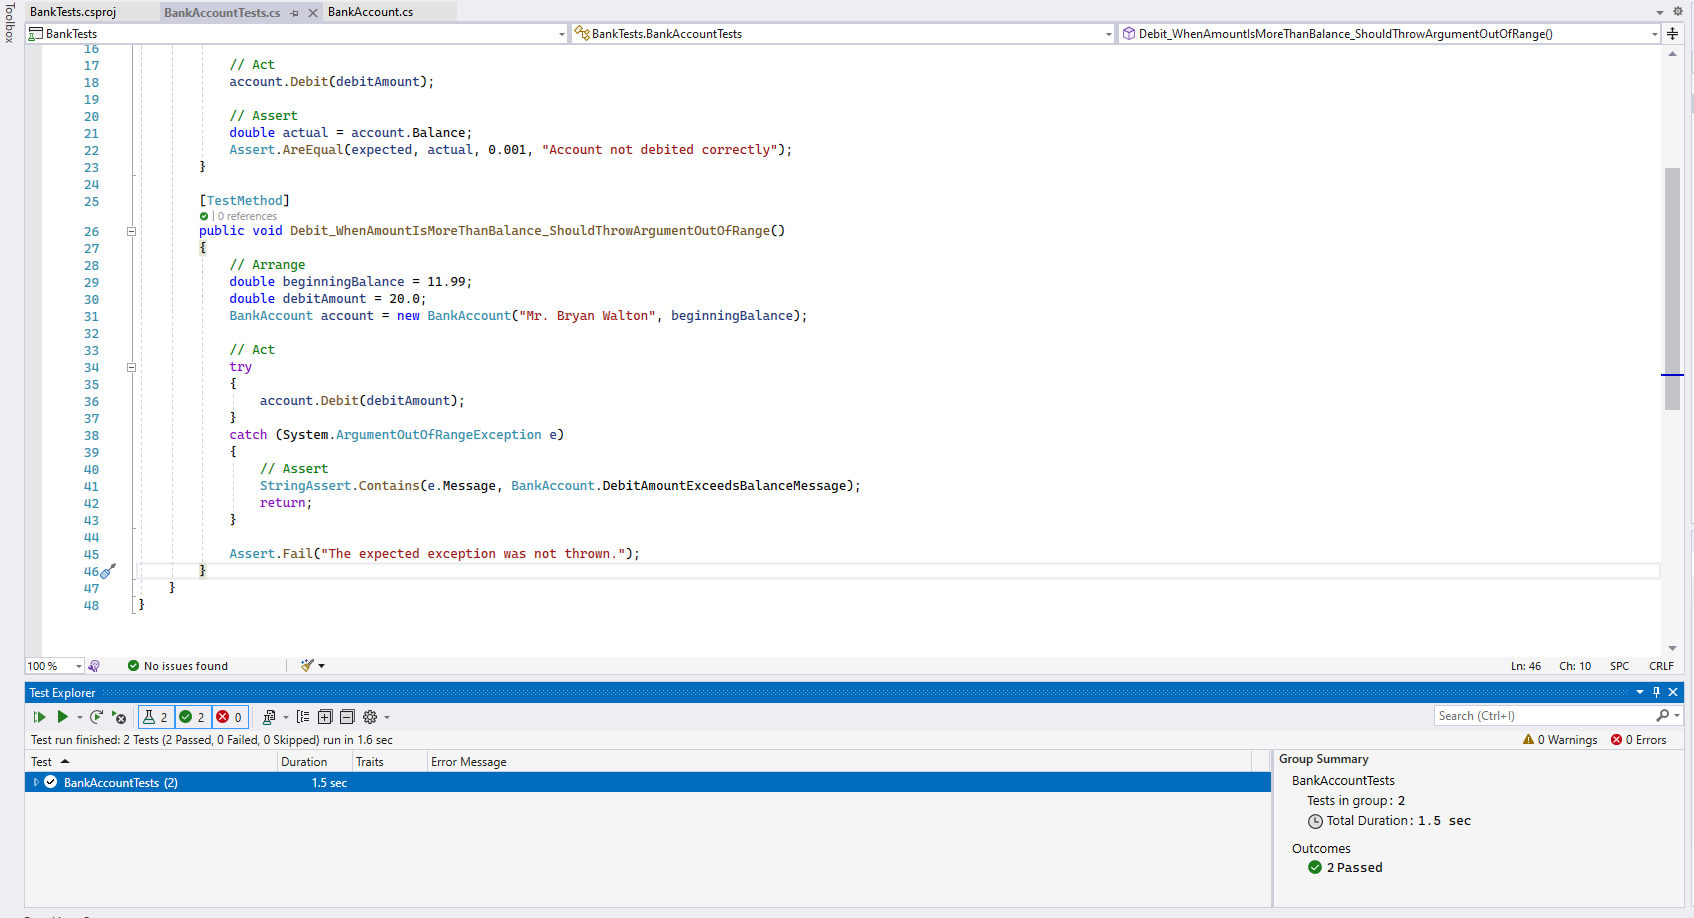 Toolbox
BankTests.csproj
BankAccountTests.cs
BankAccount.cs
BankTests
BankTests.BankAccountTests
Debit_WhenAmountIsMoreThanBalance_ShouldThrowArgumentOutOfRange()
16
17 // Act
18 account.Debit(debitAmount);
19
20 // Assert
21 double actual = account.Balance;
22 Assert.AreEqual(expected, actual, 0.001, "Account not debited correctly");
23 }
24
25 [TestMethod]
| 0 references
26 public void Debit_WhenAmountIsMoreThanBalance_ShouldThrowArgumentOutOfRange()
27 {
28 // Arrange
29 double beginningBalance = 11.99;
30 double debitAmount = 20.0;
31 BankAccount account = new BankAccount("Mr. Bryan Walton", beginningBalance);
32
33 // Act
34 try
35 {
36 account.Debit(debitAmount);
37 }
38 catch (System.ArgumentOutOfRangeException e)
39 {
40 // Assert
41 StringAssert.Contains(e.Message, BankAccount.DebitAmountExceedsBalanceMessage);
42 return;
43 }
44
45 Assert.Fail("The expected exception was not thrown.");
46 }
47 }
48 }
100 %
No issues found
Ln: 46 Ch: 10 SPC CRLF
Test Explorer
2 2 0
Search (Ctrl+I)
Test run finished: 2 Tests (2 Passed, 0 Failed, 0 Skipped) run in 1.6 sec
0 Warnings 0 Errors
Test Duration Traits Error Message
BankAccountTests (2) 1.5 sec
Group Summary
BankAccountTests
Tests in group: 2
Total Duration: 1.5 sec
Outcomes
2 Passed